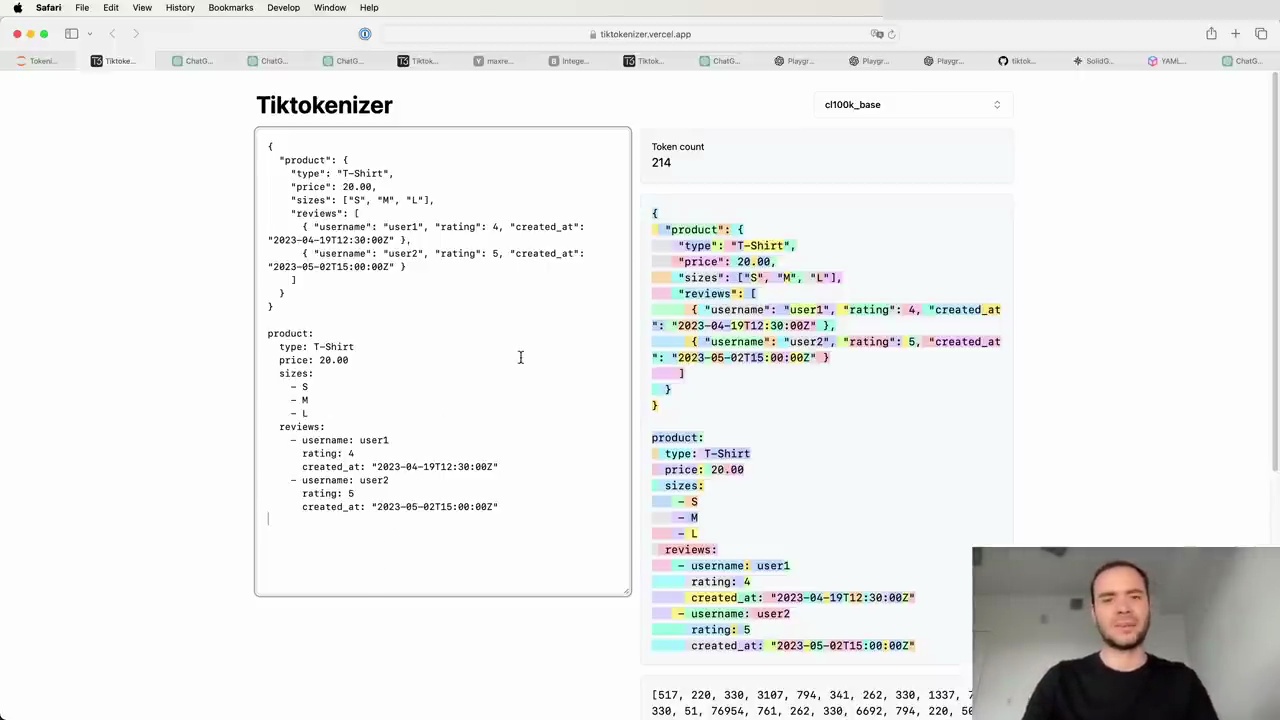 Safari File Edit View History Bookmarks Develop Window Help
tiktokenizer.vercel.app
Tokeni... Tiktoke... ChatG... ChatG... ChatG... Tiktok... maxre... Intege... Tiktok... ChatG... Playgr... Playgr... Playgr... tiktok... SolidG... YAML... ChatG...
Tiktokenizer
cl100k_base
{
"product": {
"type": "T-Shirt",
"price": 20.00,
"sizes": ["S", "M", "L"],
"reviews": [
{ "username": "user1", "rating": 4, "created_at":
"2023-04-19T12:30:00Z" },
{ "username": "user2", "rating": 5, "created_at":
"2023-05-02T15:00:00Z" }
]
}
}
product:
type: T-Shirt
price: 20.00
sizes:
- S
- M
- L
reviews:
- username: user1
rating: 4
created_at: "2023-04-19T12:30:00Z"
- username: user2
rating: 5
created_at: "2023-05-02T15:00:00Z"
Token count
214
{
"product": {
"type": "T-Shirt",
"price": 20.00,
"sizes": ["S", "M", "L"],
"reviews": [
{ "username": "user1", "rating": 4, "created_at
": "2023-04-19T12:30:00Z" },
{ "username": "user2", "rating": 5, "created_at
": "2023-05-02T15:00:00Z" }
]
}
}
product:
type: T-Shirt
price: 20.00
sizes:
- S
- M
- L
reviews:
- username: user1
rating: 4
created_at: "2023-04-19T12:30:00Z"
- username: user2
rating: 5
created_at: "2023-05-02T15:00:00Z"
[517, 220, 330, 3107, 794, 341, 262, 330, 1337,
330, 51, 76954, 761, 262, 330, 6692, 794, 220,